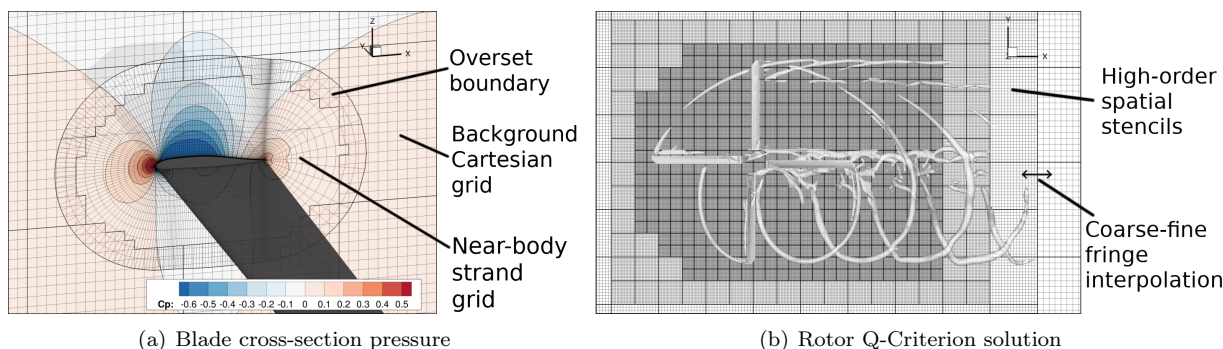 Z
Y
X
Overset
boundary
Background
Cartesian
grid
Near-body
strand
grid
Cp: -0.6 -0.5 -0.4 -0.3 -0.2 -0.1 0 0.1 0.2 0.3 0.4 0.5
(a) Blade cross-section pressure
Y
Z X
High-order
spatial
stencils
Coarse-fine
fringe
interpolation
(b) Rotor Q-Criterion solution